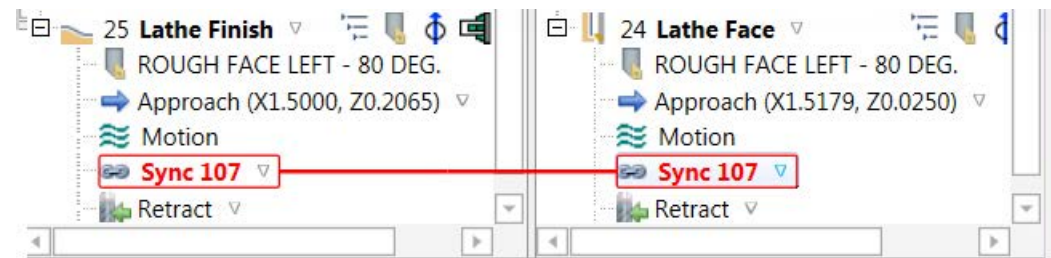 25 Lathe Finish
ROUGH FACE LEFT - 80 DEG.
Approach (X1.5000, Z0.2065)
Motion
Sync 107
Retract
24 Lathe Face
ROUGH FACE LEFT - 80 DEG.
Approach (X1.5179, Z0.0250)
Motion
Sync 107
Retract